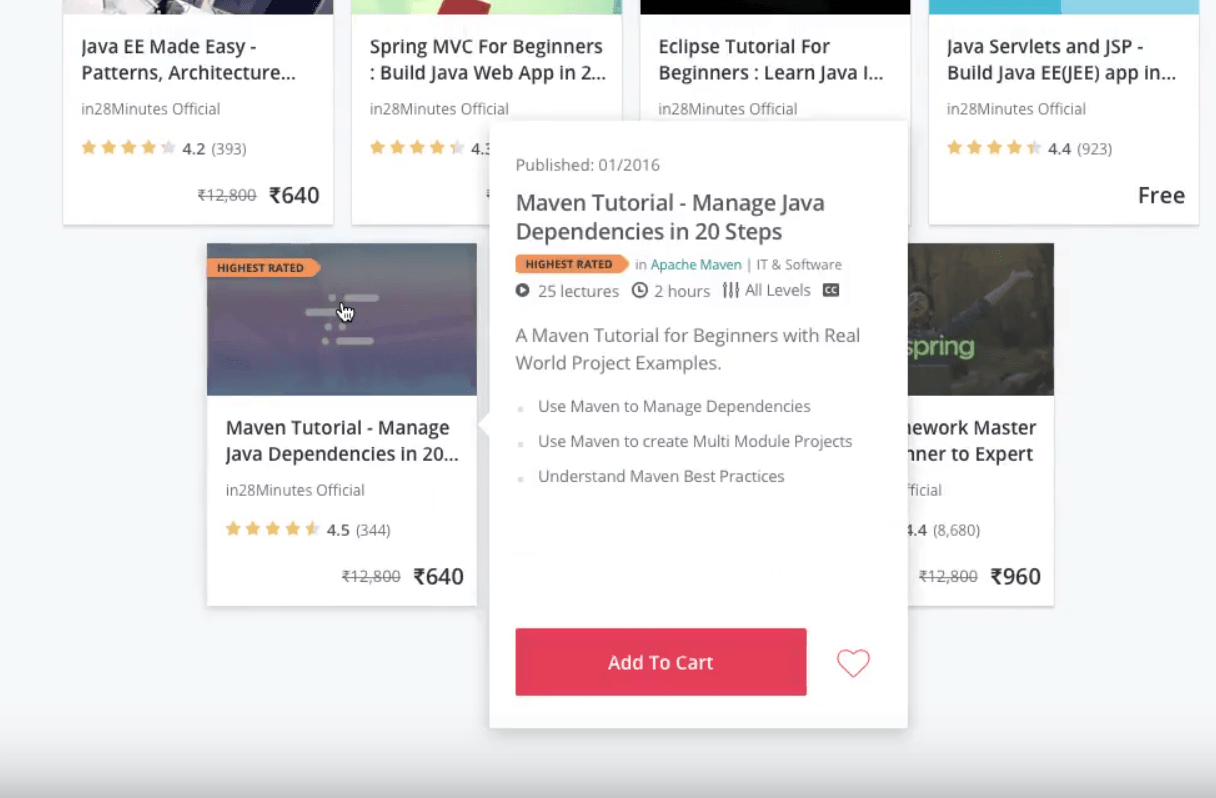 Java EE Made Easy -
Patterns, Architecture...
in28Minutes Official
4.2 (393)
₹12,800 ₹640
Spring MVC For Beginners
: Build Java Web App in 2...
in28Minutes Official
4.3
Eclipse Tutorial For
Beginners : Learn Java I...
in28Minutes Official
Java Servlets and JSP -
Build Java EE(JEE) app in...
in28Minutes Official
4.4 (923)
Free
HIGHEST RATED
Maven Tutorial - Manage
Java Dependencies in 20...
in28Minutes Official
4.5 (344)
₹12,800 ₹640
Published: 01/2016
Maven Tutorial - Manage Java
Dependencies in 20 Steps
HIGHEST RATED in Apache Maven | IT & Software
25 lectures 2 hours All Levels CC
A Maven Tutorial for Beginners with Real
World Project Examples.
Use Maven to Manage Dependencies
Use Maven to create Multi Module Projects
Understand Maven Best Practices
Add To Cart
spring
Master
to Expert
4.4 (8,680)
₹12,800 ₹960